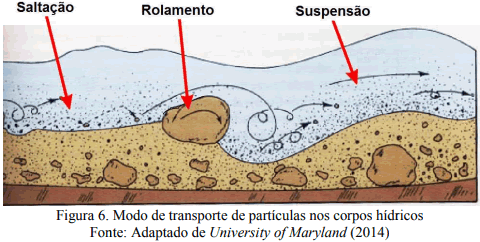 Saltação
Rolamento
Suspensão
Figura 6. Modo de transporte de partículas nos corpos hídricos
Fonte: Adaptado de University of Maryland (2014)